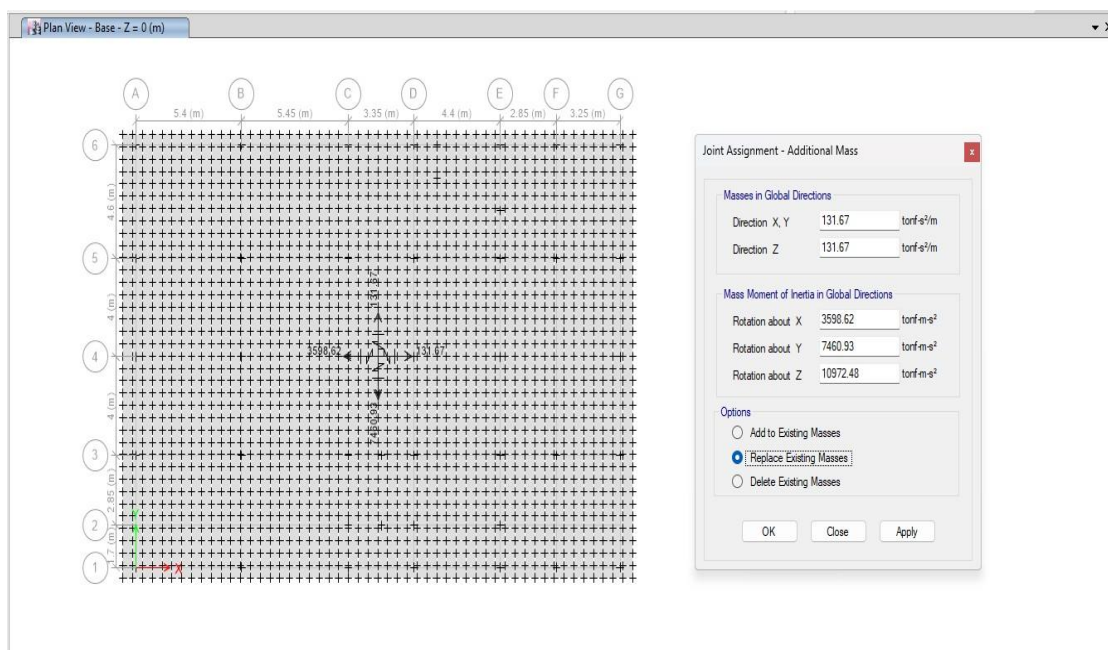 Plan View - Base - Z = 0 (m)
A B C D E F G
5.4 (m) 5.45 (m) 3.35 (m) 4.4 (m) 2.85 (m) 3.25 (m)
6
4.6 (m)
5
4 (m)
131.67
4
3598.62 131.67
4 (m)
7460.93
3
2.85 (m)
2
Y
1.7 (m)
1
X
Joint Assignment - Additional Mass
x
Masses in Global Directions
Direction X, Y 131.67 tonf-s²/m
Direction Z 131.67 tonf-s²/m
Mass Moment of Inertia in Global Directions
Rotation about X 3598.62 tonf-m-s²
Rotation about Y 7460.93 tonf-m-s²
Rotation about Z 10972.48 tonf-m-s²
Options
Add to Existing Masses
Replace Existing Masses
Delete Existing Masses
OK Close Apply